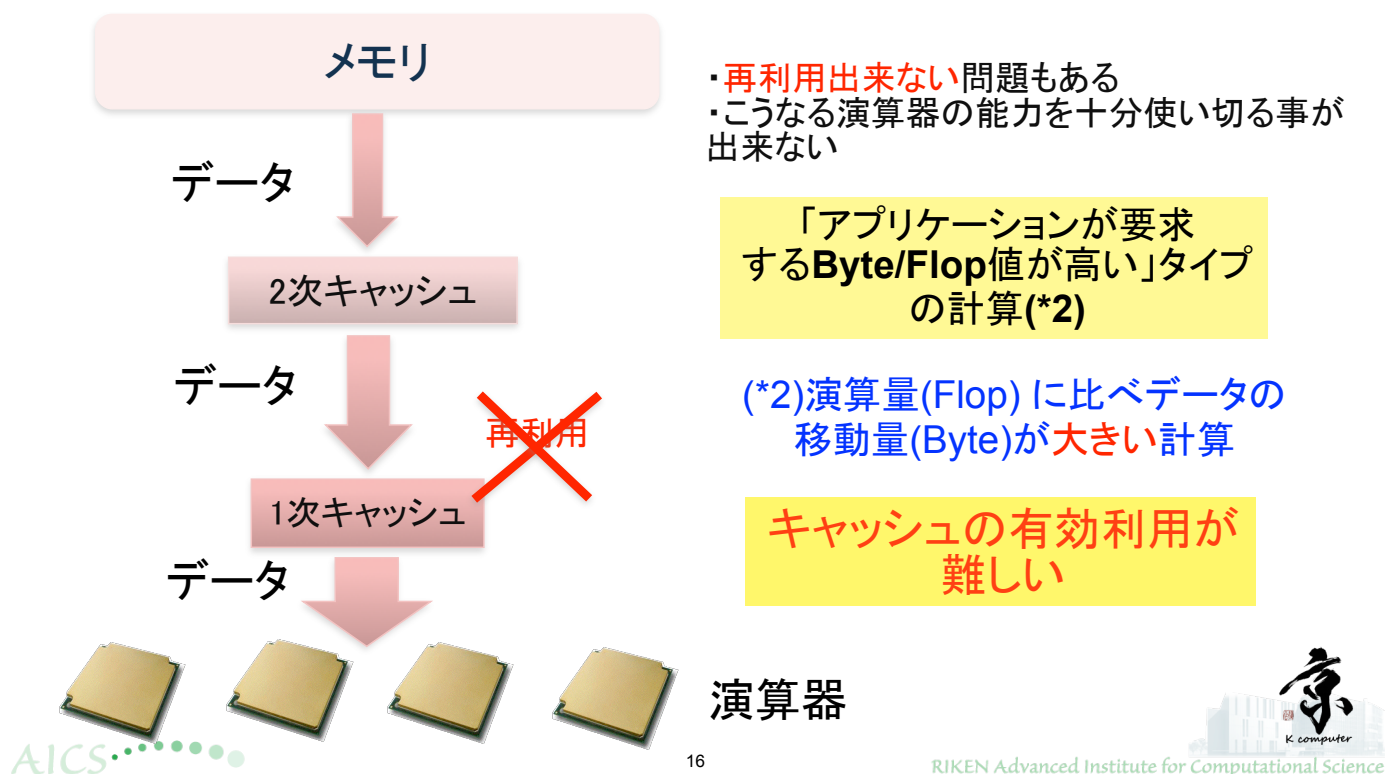 メモリ
データ
2次キャッシュ
データ
再利用
1次キャッシュ
データ
演算器
・再利用出来ない問題もある
・こうなる演算器の能力を十分使い切る事が
出来ない
「アプリケーションが要求
するByte/Flop値が高い」タイプ
の計算(*2)
(*2)演算量(Flop) に比べデータの
移動量(Byte)が大きい計算
キャッシュの有効利用が
難しい
京
K computer
AICS
16
RIKEN Advanced Institute for Computational Science